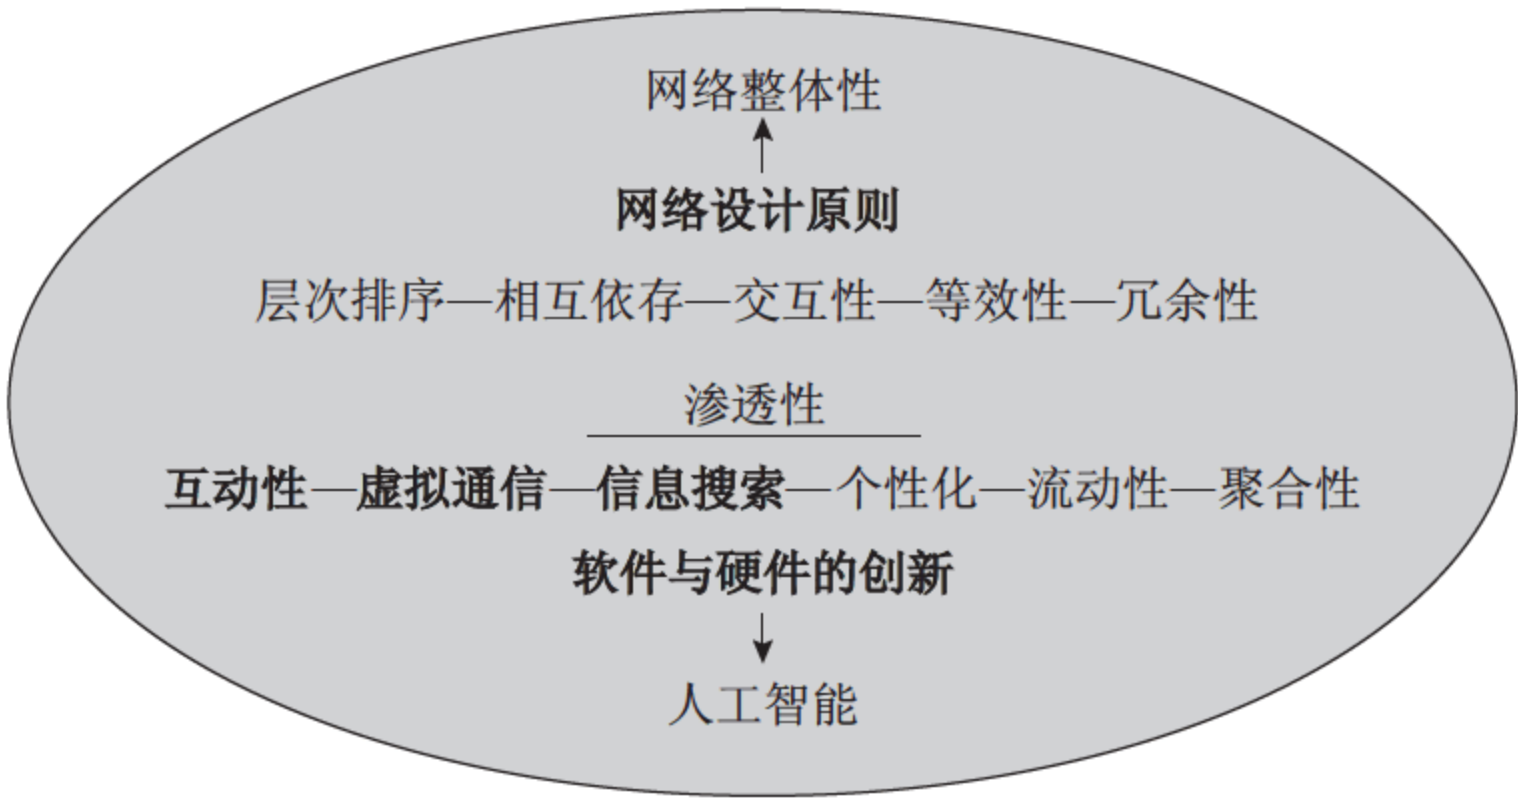 网络整体性
网络设计原则
层次排序—相互依存—交互性—等效性—冗余性
渗透性
互动性—虚拟通信—信息搜索—个性化—流动性—聚合性
软件与硬件的创新
人工智能